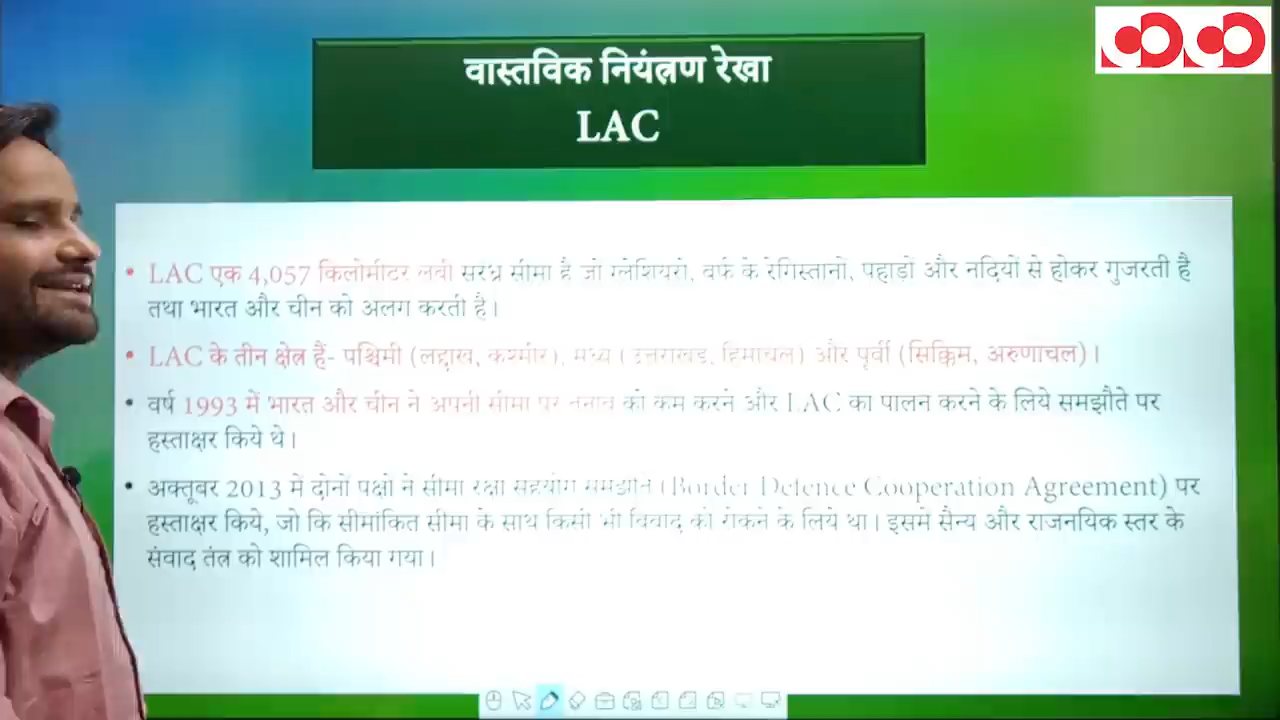 वास्तविक नियंत्रण रेखा
LAC
• LAC एक 4,057 किलोमीटर लंबी सरंध्र सीमा है जो ग्लेशियरों, बर्फ के रेगिस्तानों, पहाड़ों और नदियों से होकर गुजरती है
तथा भारत और चीन को अलग करती है।
• LAC के तीन क्षेत्र हैं- पश्चिमी (लद्दाख, कश्मीर), मध्य (उत्तराखंड, हिमाचल) और पूर्वी (सिक्किम, अरुणाचल)।
• वर्ष 1993 में भारत और चीन ने अपनी सीमा पर तनाव को कम करने और LAC का पालन करने के लिये समझौते पर
हस्ताक्षर किये थे।
• अक्तूबर 2013 में दोनों पक्षों ने सीमा रक्षा सहयोग समझौते (Border Defence Cooperation Agreement) पर
हस्ताक्षर किये, जो कि सीमांकित सीमा के साथ किसी भी विवाद को रोकने के लिये था। इसमें सैन्य और राजनयिक स्तर के
संवाद तंत्र को शामिल किया गया।